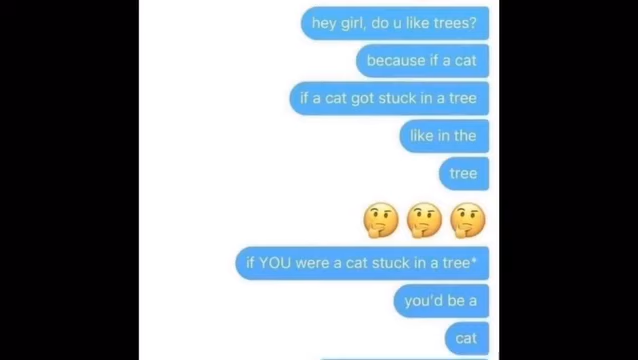 hey girl, do u like trees?
because if a cat
if a cat got stuck in a tree
like in the
tree
🤔 🤔 🤔
if YOU were a cat stuck in a tree*
you'd be a
cat